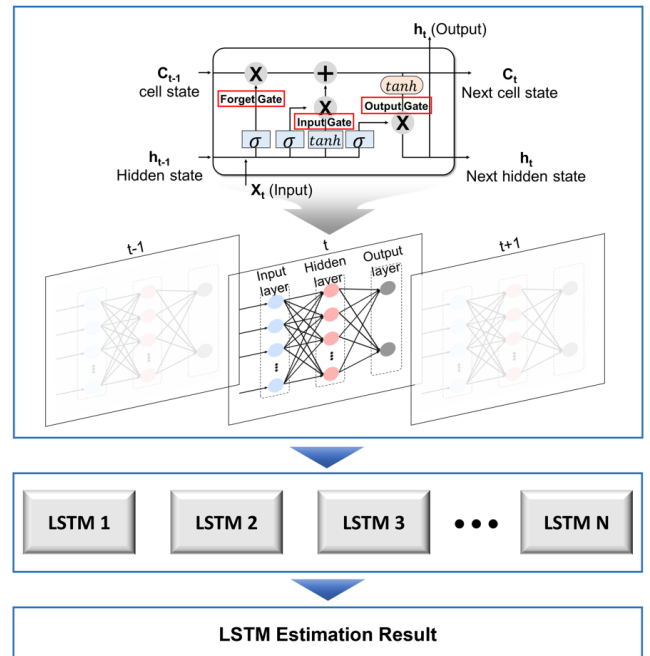 hₜ (Output)
Cₜ₋₁
cell state
X
+
tanh
Cₜ
Next cell state
Forget Gate
X
Input Gate
Output Gate
X
σ
σ
tanh
σ
hₜ₋₁
Hidden state
Xₜ (Input)
hₜ
Next hidden state
t-1
t
t+1
Input
layer
Hidden
layer
Output
layer
LSTM 1
LSTM 2
LSTM 3
LSTM N
LSTM Estimation Result